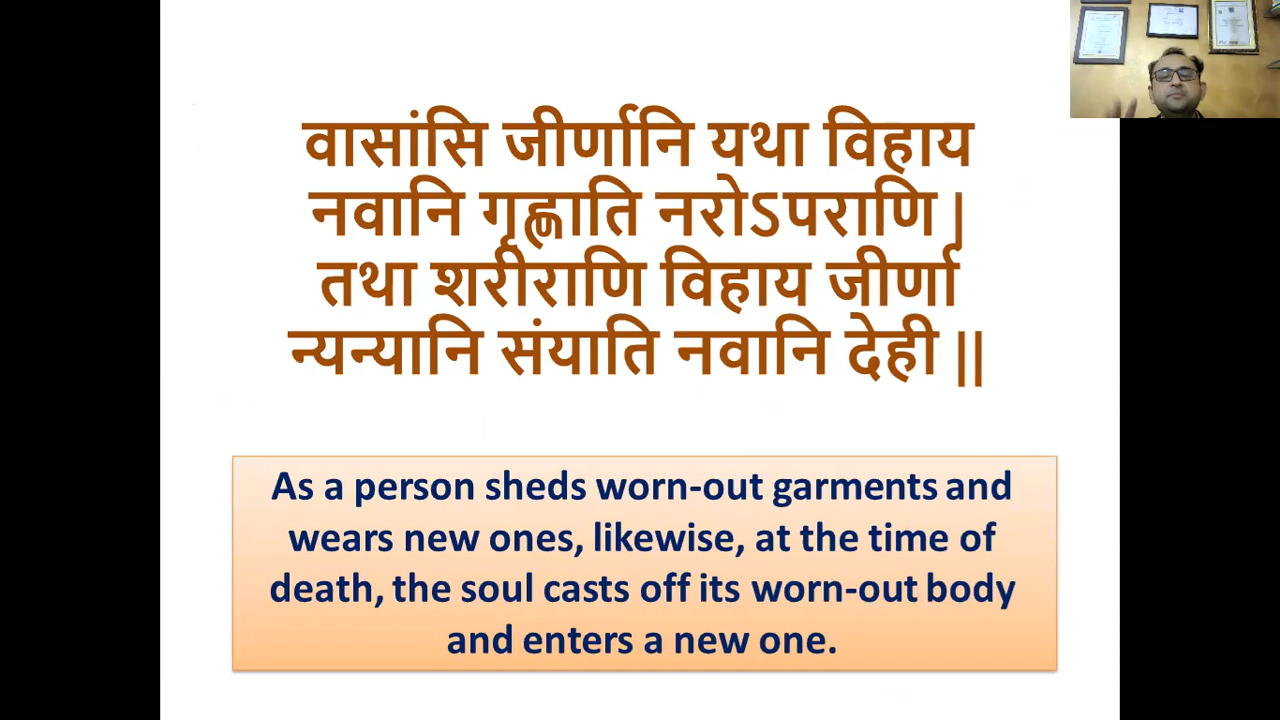 वासांसि जीर्णानि यथा विहाय
नवानि गृह्णाति नरोऽपराणि |
तथा शरीराणि विहाय जीर्णा
न्यन्यानि संयाति नवानि देही ||
As a person sheds worn-out garments and
wears new ones, likewise, at the time of
death, the soul casts off its worn-out body
and enters a new one.